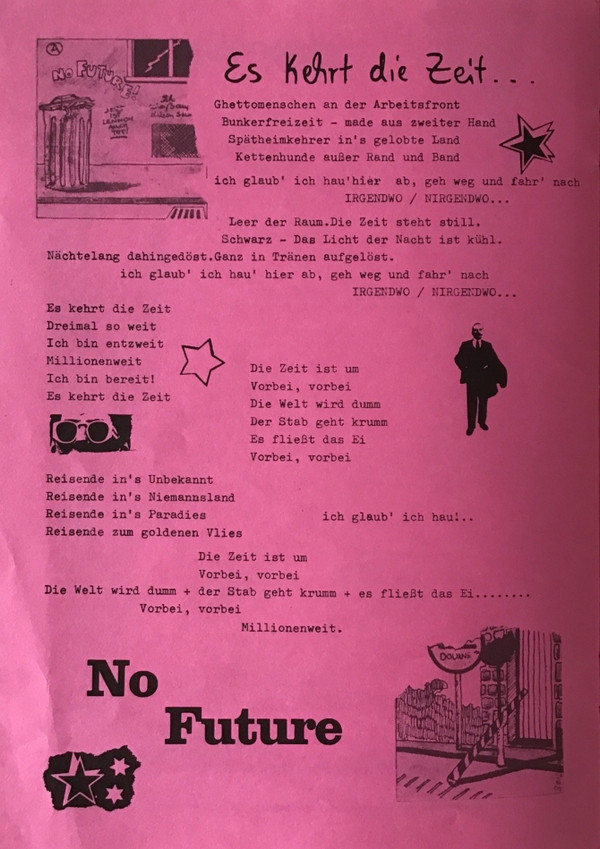 Es kehrt die Zeit...
A
No Future!
JETZT
IST
Ghettomenschen an der Arbeitsfront
Bunkerfreizeit - made aus zweiter Hand
Spätheimkehrer in's gelobte Land
Kettenhunde außer Rand und Band
ich glaub' ich hau'hier ab, geh weg und fahr' nach
IRGENDWO / NIRGENDWO...
Leer der Raum.Die Zeit steht still.
Schwarz - Das Licht der Nacht ist kühl.
Nächtelang dahingedöst.Ganz in Tränen aufgelöst.
ich glaub' ich hau' hier ab, geh weg und fahr' nach
IRGENDWO / NIRGENDWO...
Es kehrt die Zeit
Dreimal so weit
Ich bin entzweit
Millionenweit
Ich bin bereit!
Es kehrt die Zeit
Die Zeit ist um
Vorbei, vorbei
Die Welt wird dumm
Der Stab geht krumm
Es fließt das Ei
Vorbei, vorbei
Reisende in's Unbekannt
Reisende in's Niemannsland
Reisende in's Paradies
Reisende zum goldenen Vlies
ich glaub' ich hau!..
Die Zeit ist um
Vorbei, vorbei
Die Welt wird dumm + der Stab geht krumm + es fließt das Ei........
Vorbei, vorbei
Millionenweit.
No
Future
DOUANE